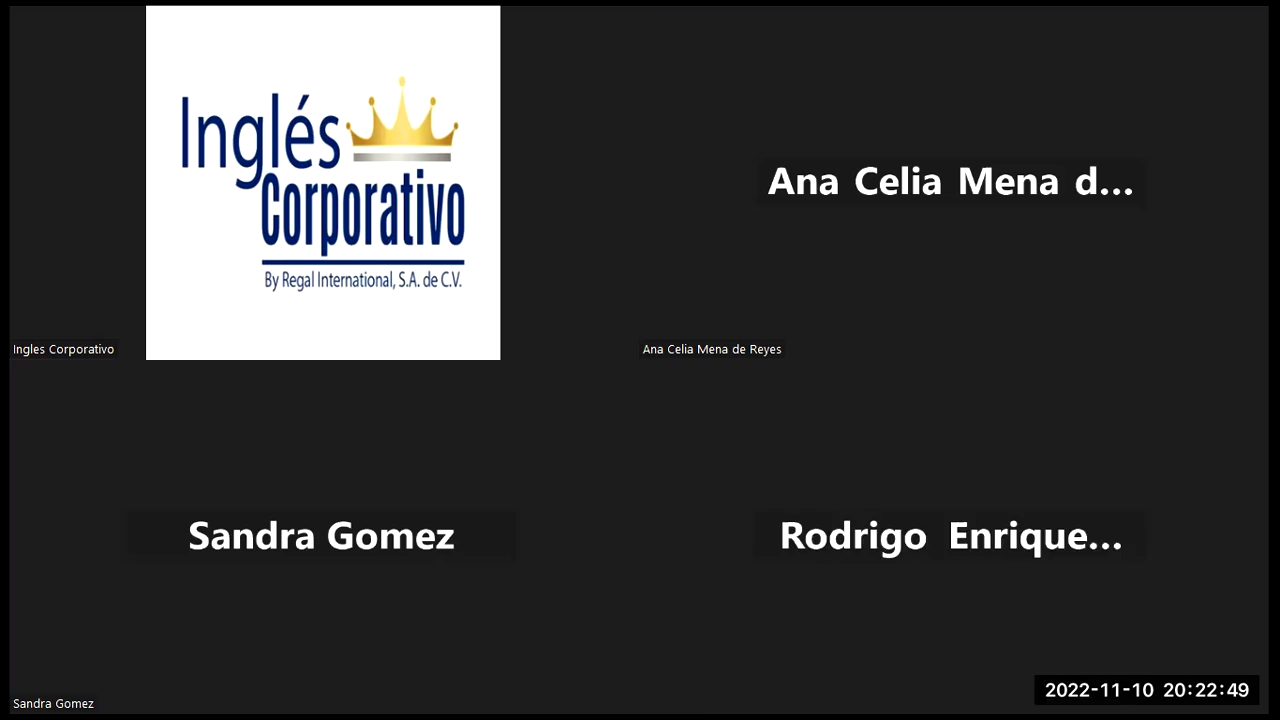 Inglés
Corporativo
By Regal International, S.A. de C.V.
Ingles Corporativo
Ana Celia Mena d...
Ana Celia Mena de Reyes
Sandra Gomez
Sandra Gomez
Rodrigo Enrique...
2022-11-10 20:22:49